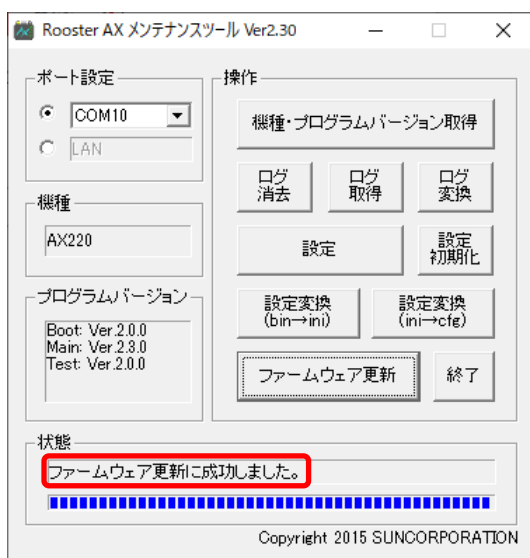 Rooster AX メンテナンスツール Ver2.30
ポート設定
COM10
LAN
機種
AX220
プログラムバージョン
Boot: Ver.2.0.0
Main: Ver.2.3.0
Test: Ver.2.0.0
操作
機種・プログラムバージョン取得
ログ
消去
ログ
取得
ログ
変換
設定
設定
初期化
設定変換
(bin→ini)
設定変換
(ini→cfg)
ファームウェア更新
終了
状態
ファームウェア更新に成功しました。
Copyright 2015 SUNCORPORATION